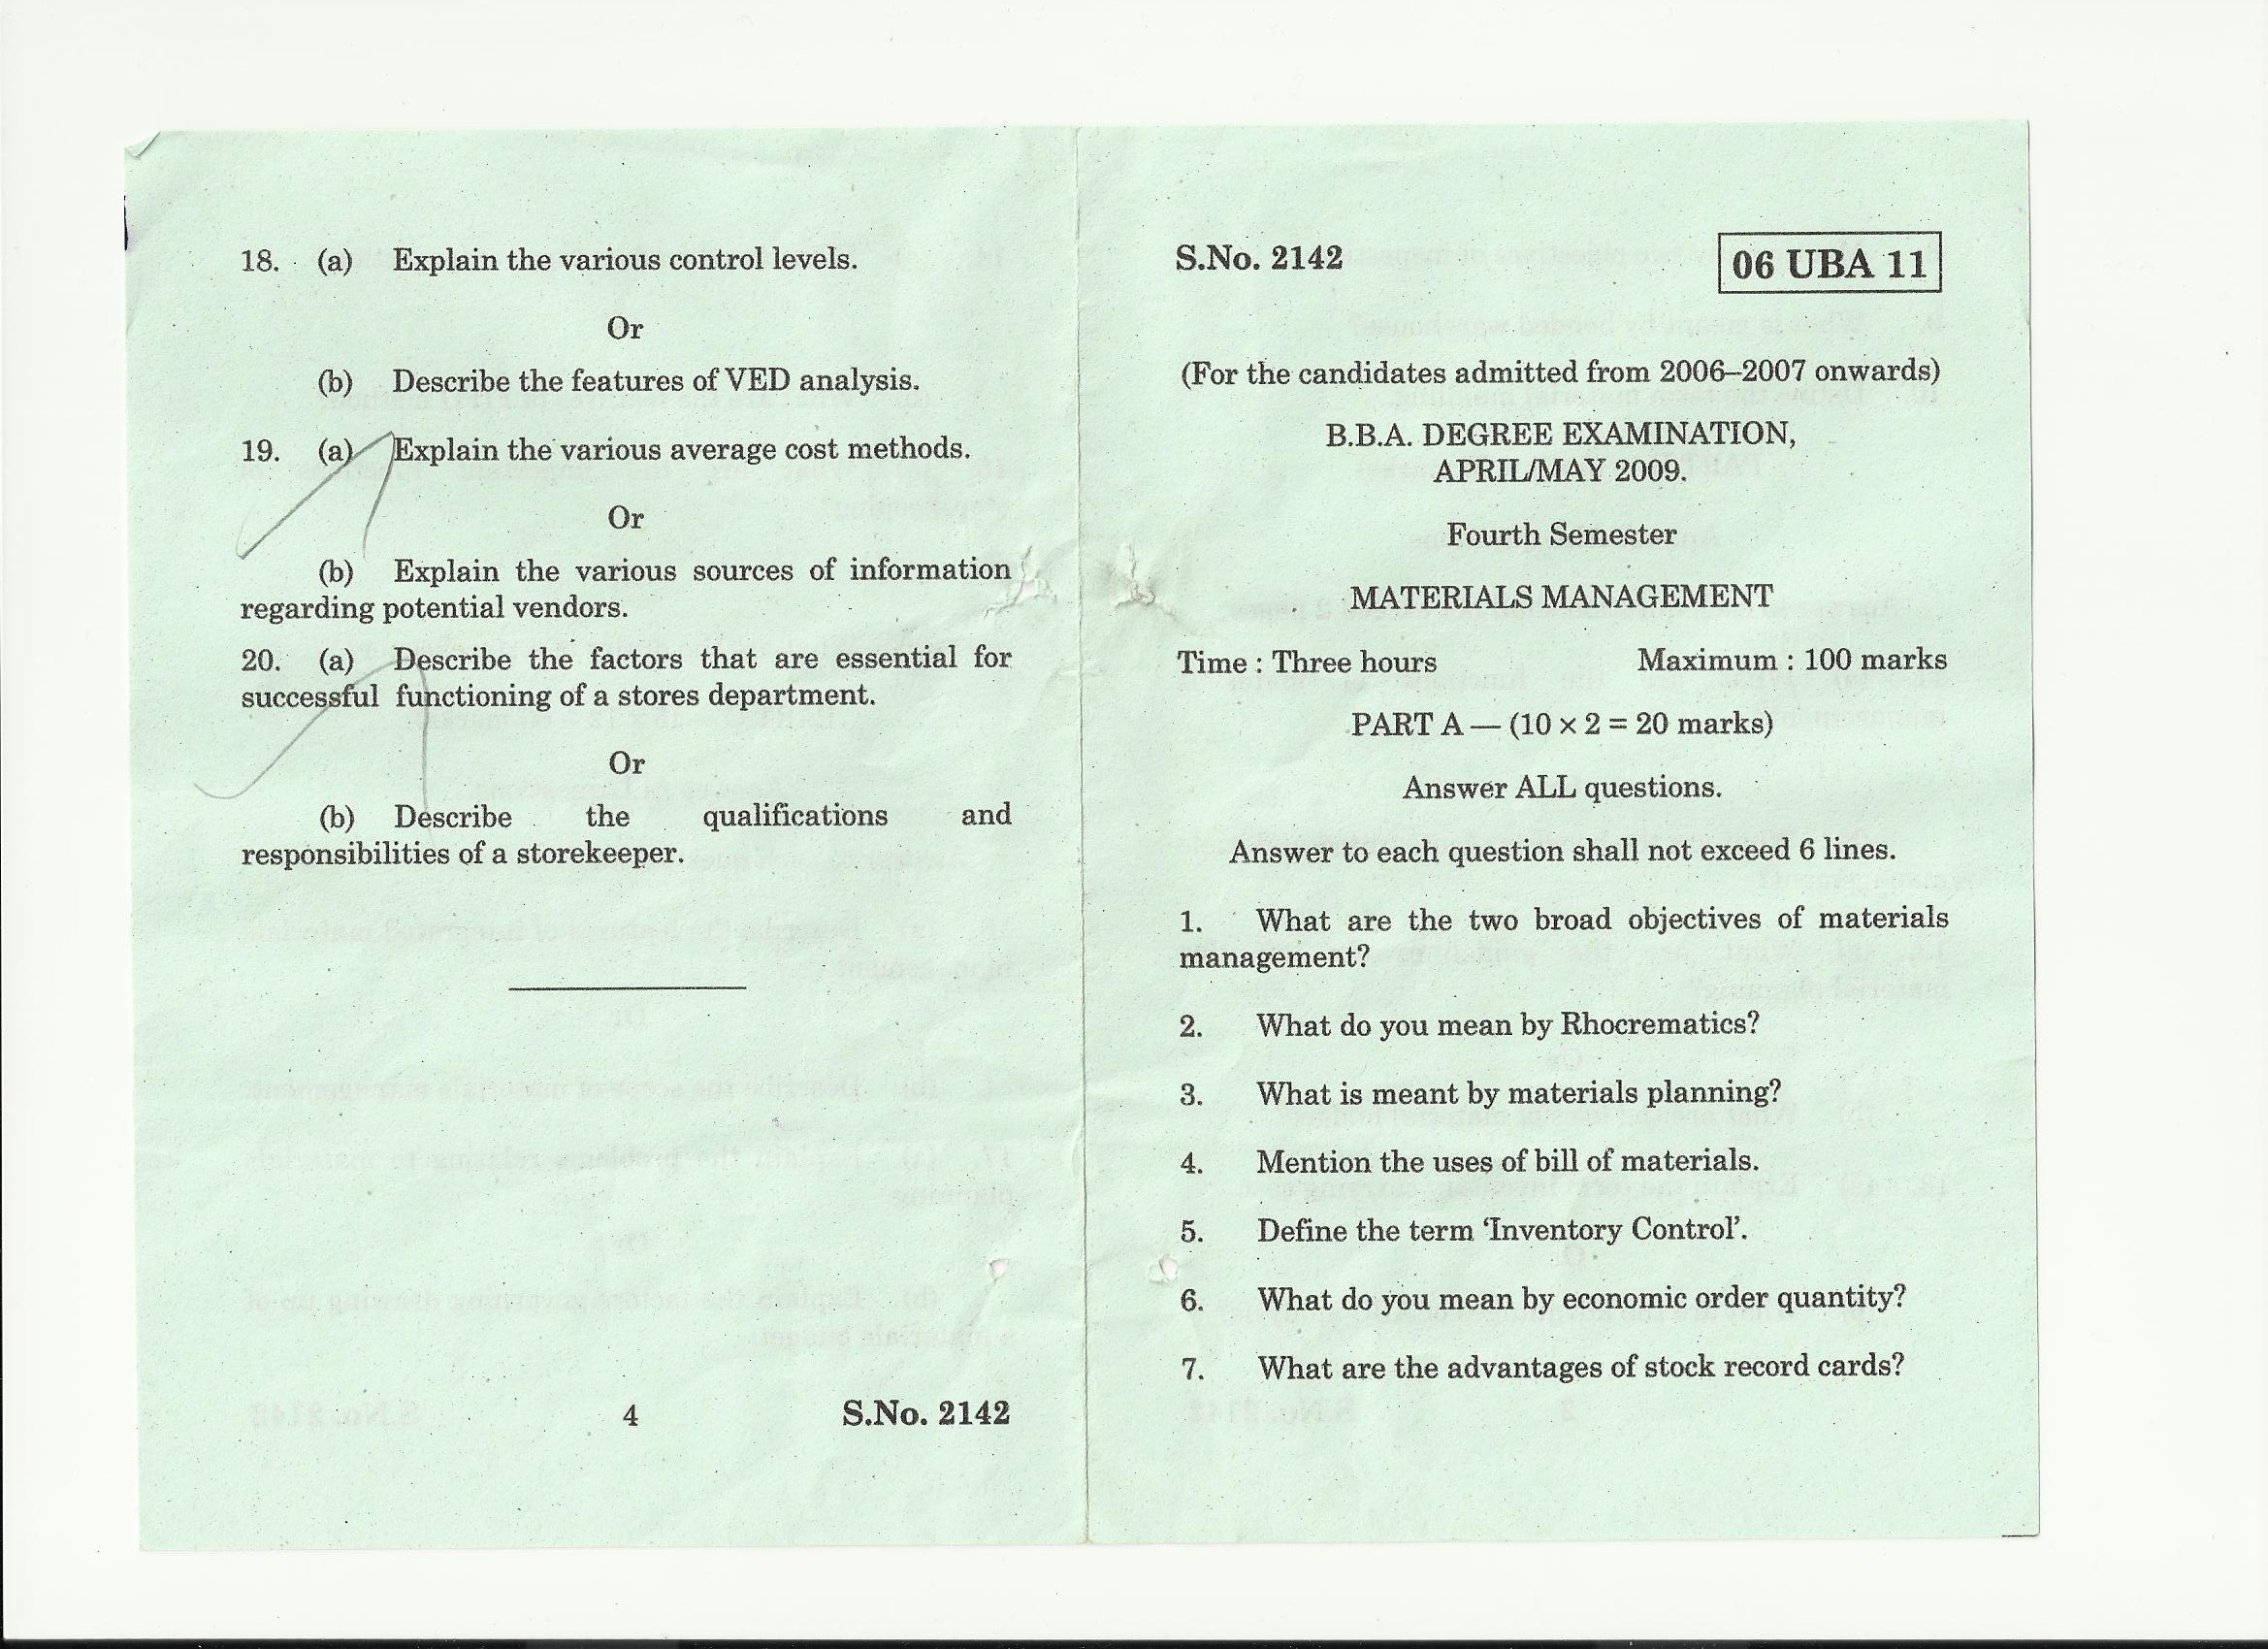 18. (a) Explain the various control levels.
Or
(b) Describe the features of VED analysis.
19. (a) Explain the various average cost methods.
Or
(b) Explain the various sources of information
regarding potential vendors.
20. (a) Describe the factors that are essential for
successful functioning of a stores department.
Or
(b) Describe the qualifications and
responsibilities of a storekeeper.
4 S.No. 2142
S.No. 2142 06 UBA 11
(For the candidates admitted from 2006–2007 onwards)
B.B.A. DEGREE EXAMINATION,
APRIL/MAY 2009.
Fourth Semester
MATERIALS MANAGEMENT
Time : Three hours Maximum : 100 marks
PART A — (10 × 2 = 20 marks)
Answer ALL questions.
Answer to each question shall not exceed 6 lines.
1. What are the two broad objectives of materials
management?
2. What do you mean by Rhocrematics?
3. What is meant by materials planning?
4. Mention the uses of bill of materials.
5. Define the term ‘Inventory Control’.
6. What do you mean by economic order quantity?
7. What are the advantages of stock record cards?